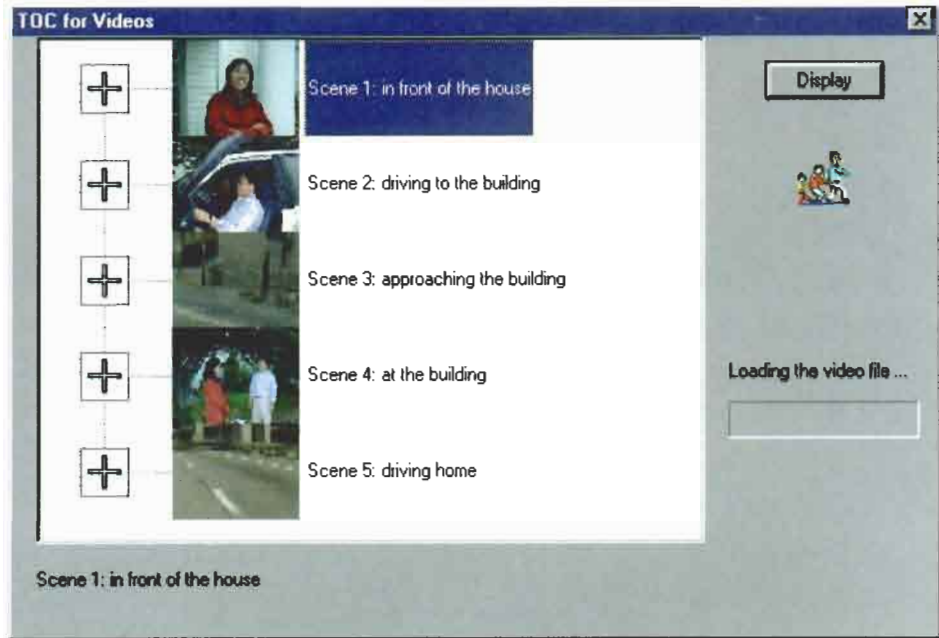 TOC for Videos
Scene 1: in front of the house
Display
Scene 2: driving to the building
Scene 3: approaching the building
Scene 4: at the building
Loading the video file ...
Scene 5: driving home
Scene 1: in front of the house